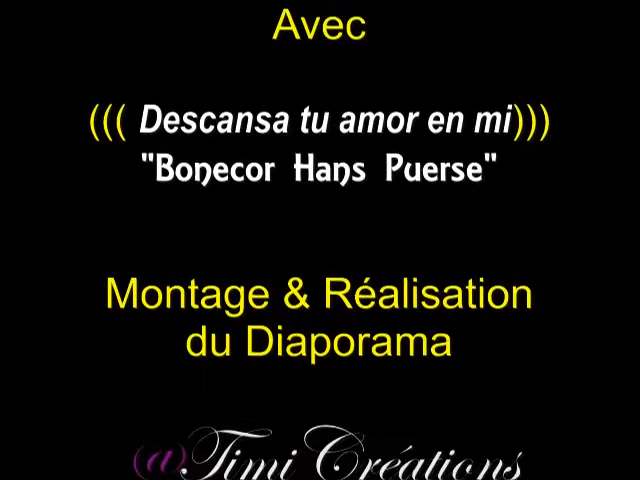 Avec
((( Descansa tu amor en mi)))
"Bonecor Hans Puerse"
Montage & Réalisation
du Diaporama
@Timi Créations